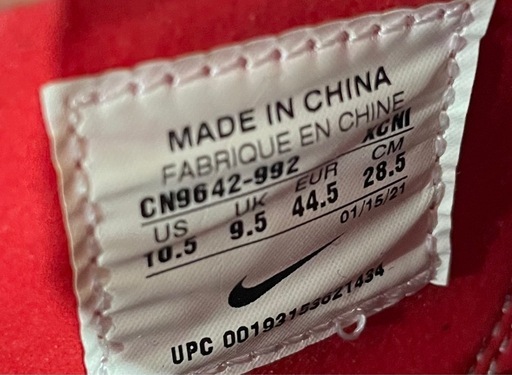 MADE IN CHINA
FABRIQUE EN CHINE
CN9642-992 XCNI
US UK EUR CM
10.5 9.5 44.5 28.5
01/15/21
UPC